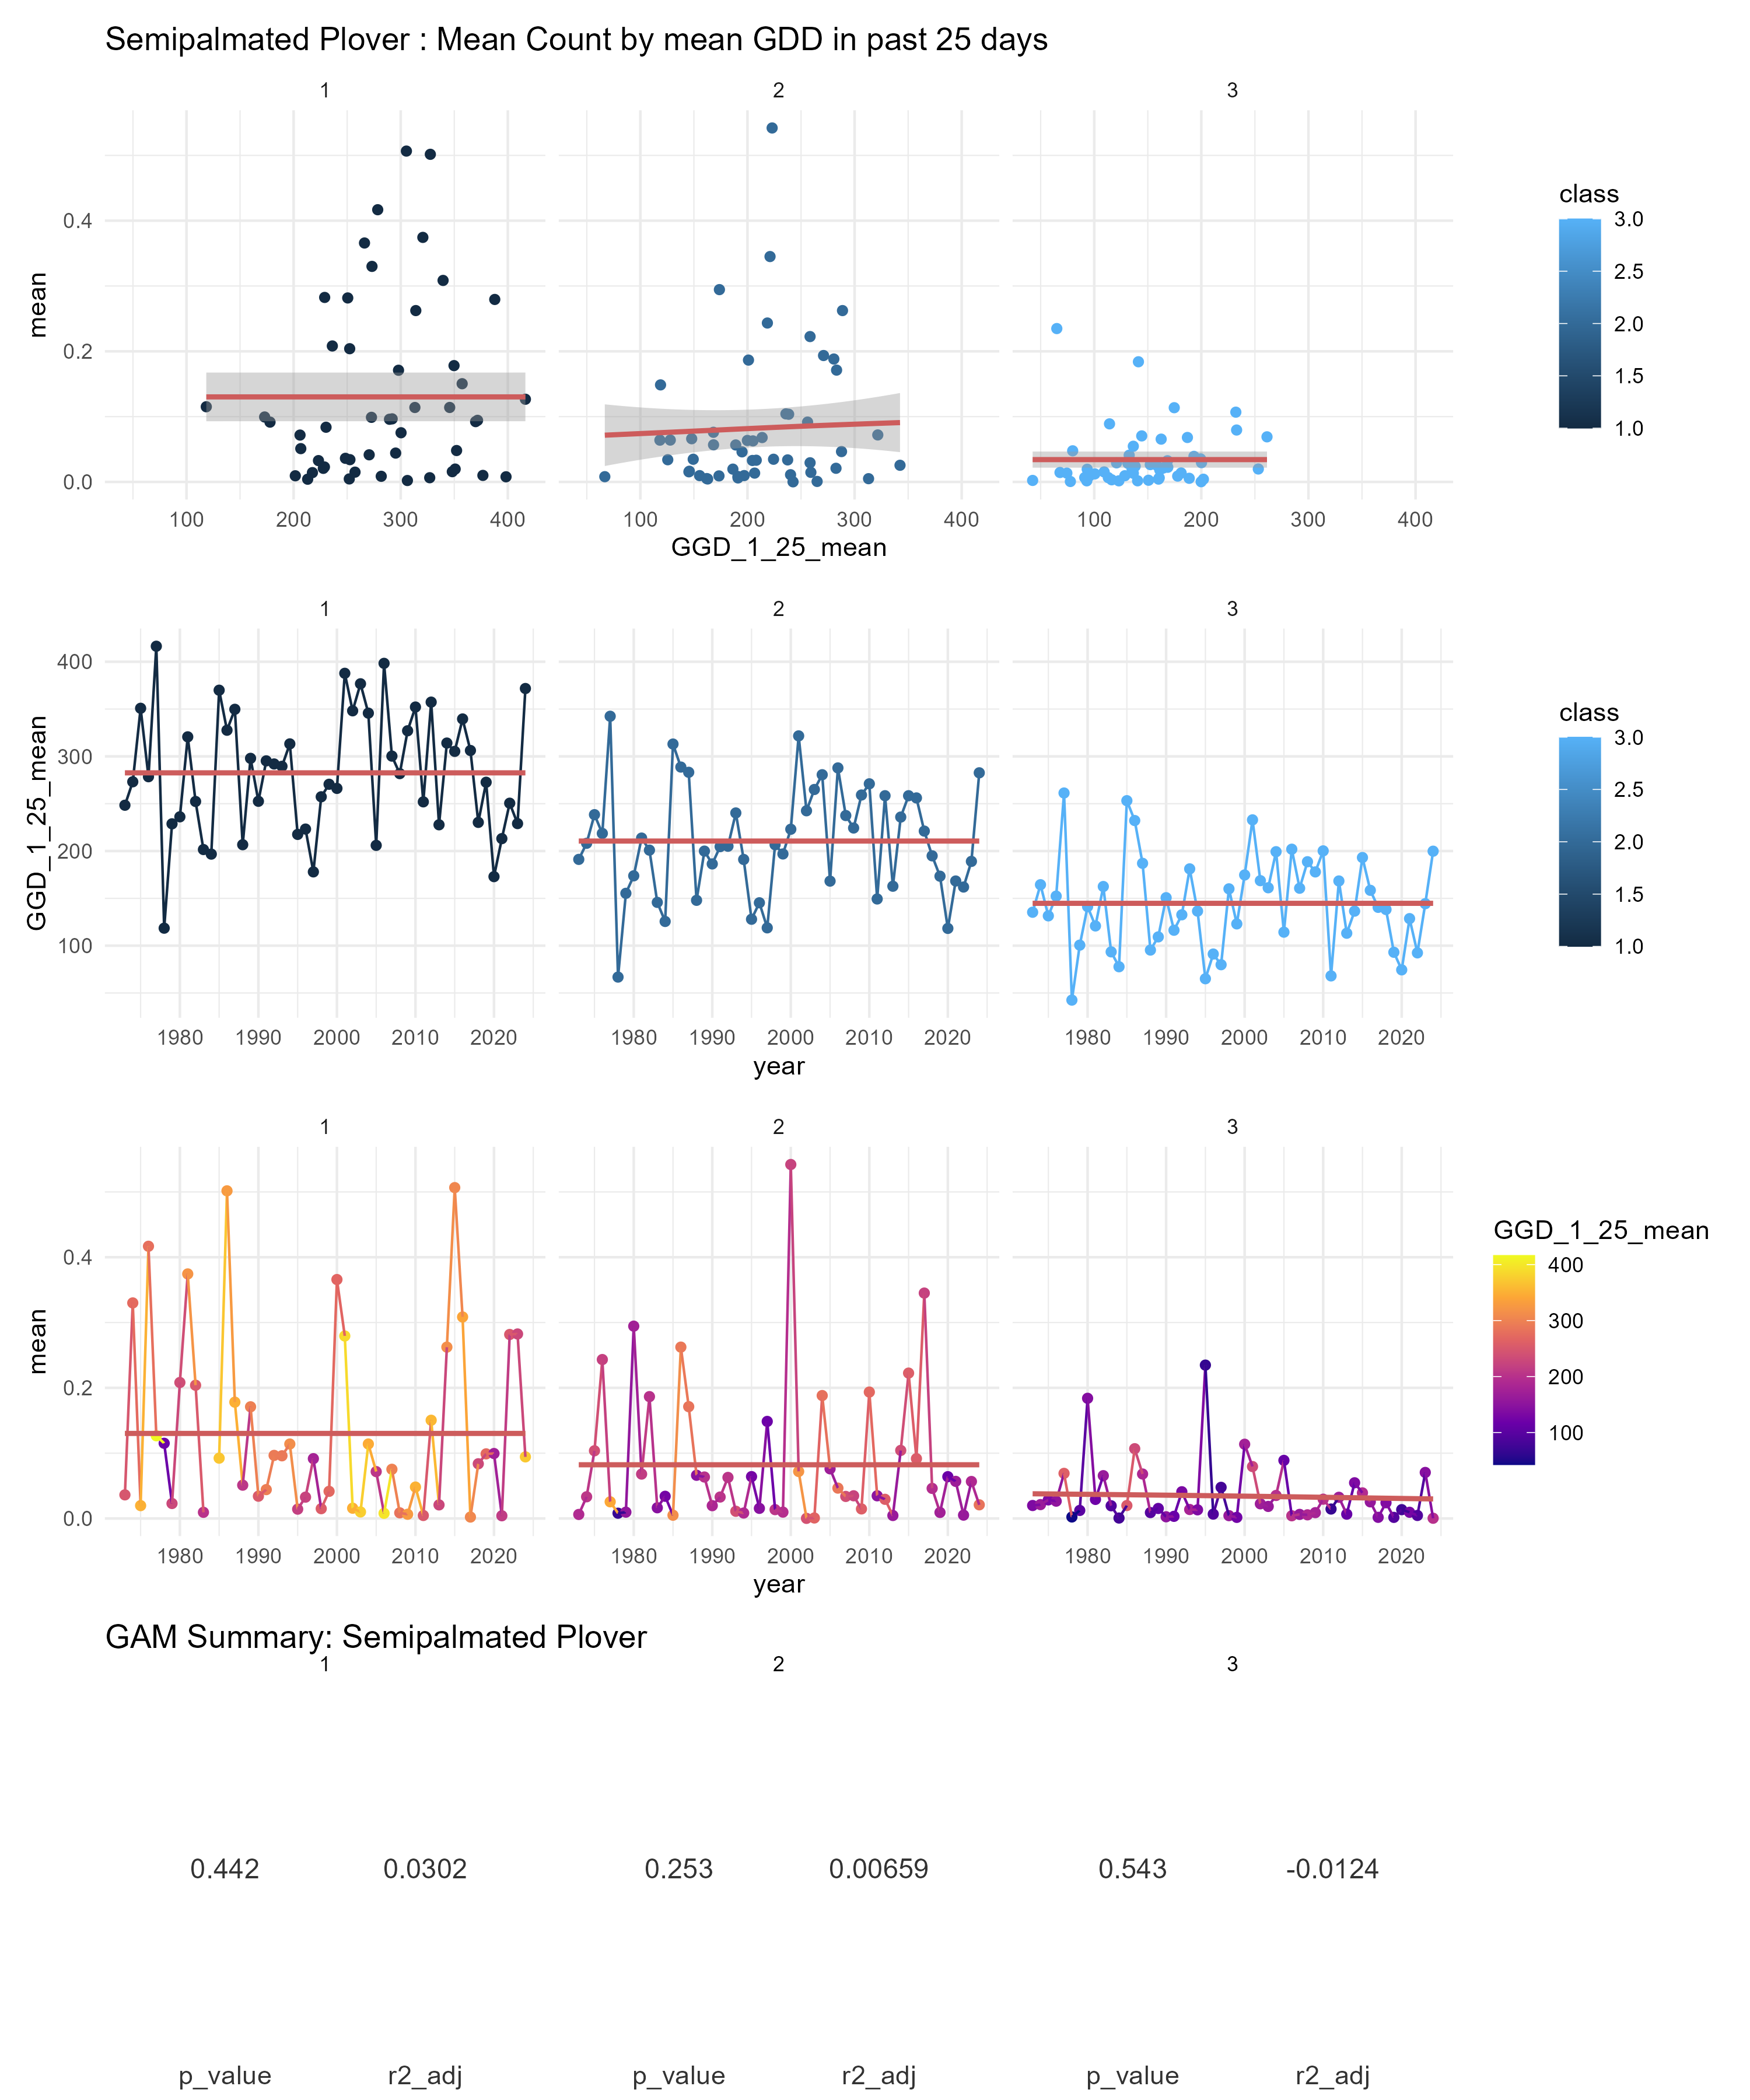 Semipalmated Plover : Mean Count by mean GDD in past 25 days
1 2 3
mean
0.4
0.2
0.0
100 200 300 400 100 200 300 400 100 200 300 400
GGD_1_25_mean
class
3.0
2.5
2.0
1.5
1.0
1 2 3
GGD_1_25_mean
400
300
200
100
1980 1990 2000 2010 2020 1980 1990 2000 2010 2020 1980 1990 2000 2010 2020
year
class
3.0
2.5
2.0
1.5
1.0
1 2 3
mean
0.4
0.2
0.0
1980 1990 2000 2010 2020 1980 1990 2000 2010 2020 1980 1990 2000 2010 2020
year
GGD_1_25_mean
400
300
200
100
GAM Summary: Semipalmated Plover
1 2 3
0.442 0.0302 0.253 0.00659 0.543 -0.0124
p_value r2_adj p_value r2_adj p_value r2_adj